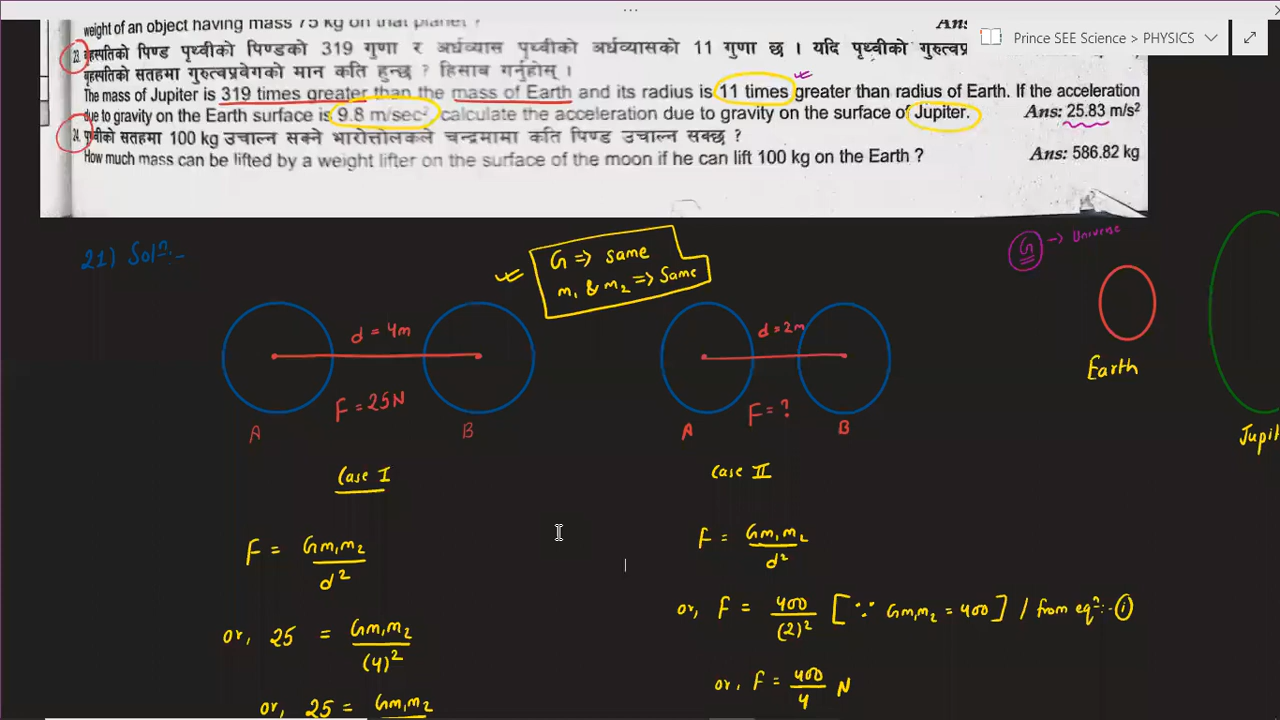 weight of an object having mass 75 kg on that planet ?
Ans:
Prince SEE Science > PHYSICS
23. बृहस्पतिको पिण्ड पृथ्वीको पिण्डको 319 गुणा र अर्धव्यास पृथ्वीको अर्धव्यासको 11 गुणा छ । यदि पृथ्वीको
बृहस्पतिको सतहमा गुरुत्वप्रवेगको मान कति हुन्छ ? हिसाब गर्नुहोस् ।
The mass of Jupiter is 319 times greater than the mass of Earth and its radius is 11 times greater than radius of Earth. If the acceleration
due to gravity on the Earth surface is 9.8 m/sec² calculate the acceleration due to gravity on the surface of Jupiter. Ans: 25.83 m/s²
24. पृथ्वीको सतहमा 100 kg उचाल्न सक्ने भारोत्तोलकले चन्द्रमामा कति पिण्ड उचाल्न सक्छ ?
How much mass can be lifted by a weight lifter on the surface of the moon if he can lift 100 kg on the Earth ? Ans: 586.82 kg
21) Solⁿ:-
G => same
m₁ & m₂ => Same
G -> Universe
d = 4m
d = 2m
F = 25N
F = ?
A
B
A
B
Earth
Jupit
Case I
Case II
F = Gm₁m₂ / d²
F = Gm₁m₂ / d²
or, 25 = Gm₁m₂ / (4)²
or, F = 400 / (2)² [∵ Gm₁m₂ = 400] / from eqⁿ:- ①
or, 25 = Gm₁m₂
or, F = 400 / 4 N